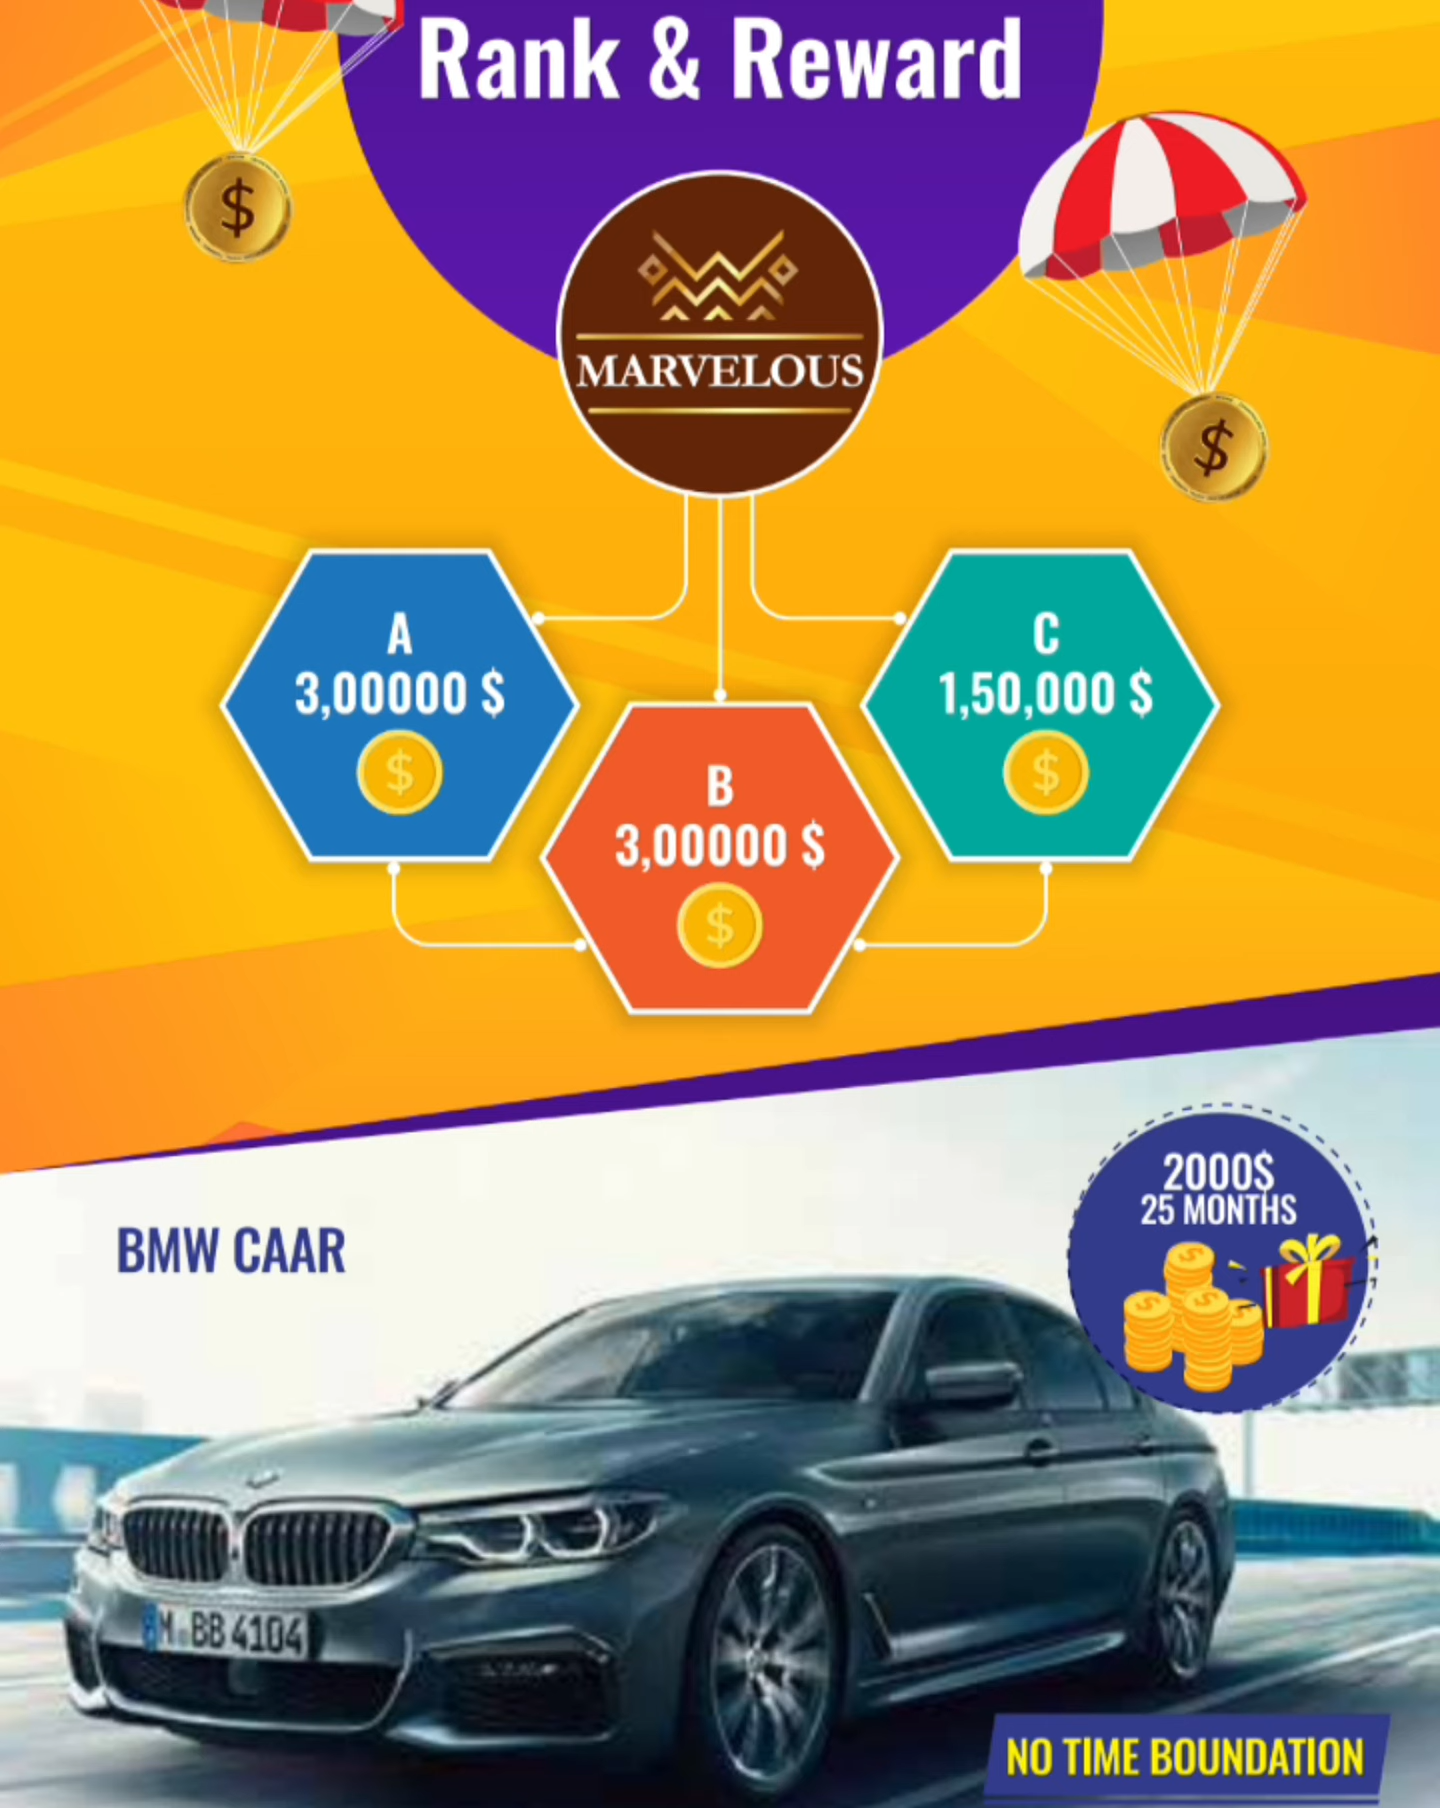 Rank & Reward
MARVELOUS
A
3,00000 $
$
C
1,50,000 $
$
B
3,00000 $
$
2000$
25 MONTHS
BMW CAAR
M BB 4104
NO TIME BOUNDATION